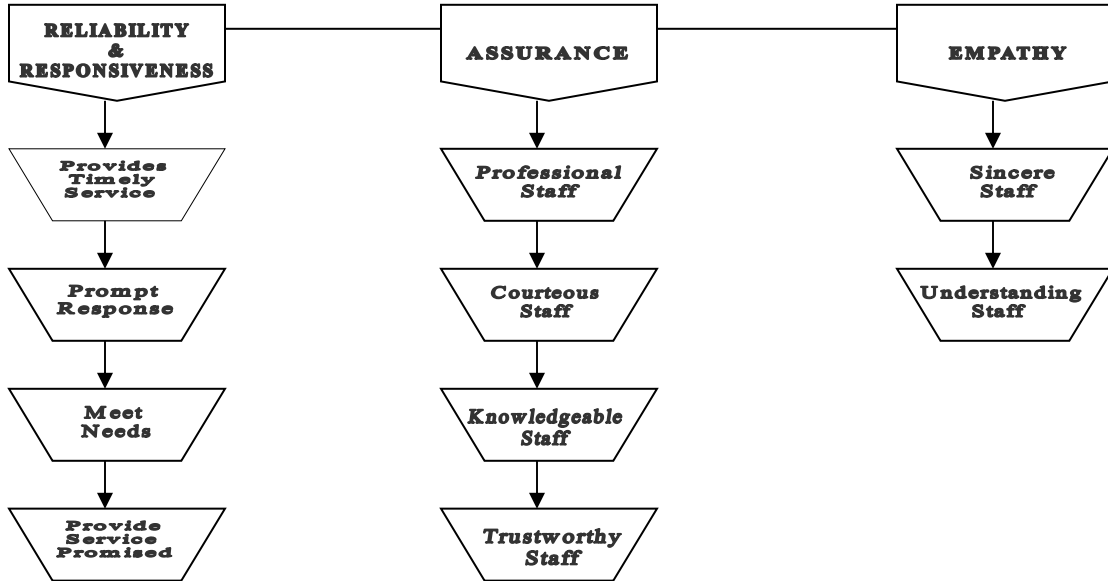 RELIABILITY
&
RESPONSIVENESS
Provides
Timely
Service
Prompt
Response
Meet
Needs
Provide
Service
Promised
ASSURANCE
Professional
Staff
Courteous
Staff
Knowledgeable
Staff
Trustworthy
Staff
EMPATHY
Sincere
Staff
Understanding
Staff